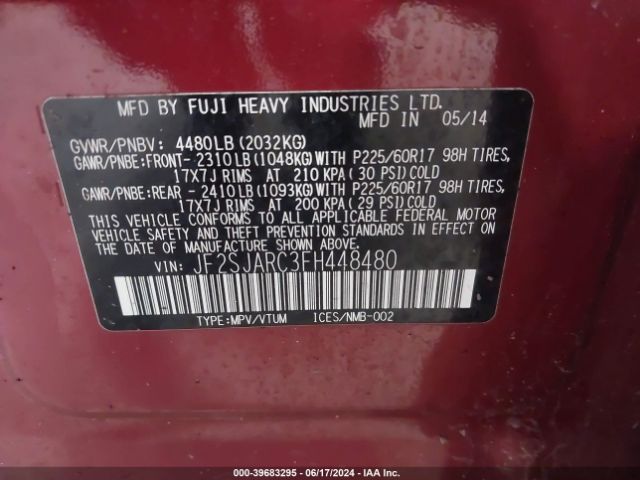 MFD BY FUJI HEAVY INDUSTRIES LTD.
MFD IN 05/14
GVWR/PNBV: 4480LB(2032KG)
GAWR/PNBE:FRONT- 2310LB(1048KG)WITH P225/60R17 98H TIRES,
17X7J RIMS AT 210 KPA(30 PSI)COLD
GAWR/PNBE:REAR - 2410LB(1093KG)WITH P225/60R17 98H TIRES,
17X7J RIMS AT 200 KPA(29 PSI)COLD
THIS VEHICLE CONFORMS TO ALL APPLICABLE FEDERAL MOTOR
VEHICLE SAFETY AND THEFT PREVENTION STANDARDS IN EFFECT
ON THE DATE OF MANUFACTURE SHOWN ABOVE.
VIN: JF2SJARC3FH448480
TYPE:MPV/VTUM ICES/NMB-002
000-39683295 - 06/17/2024 - IAA Inc.